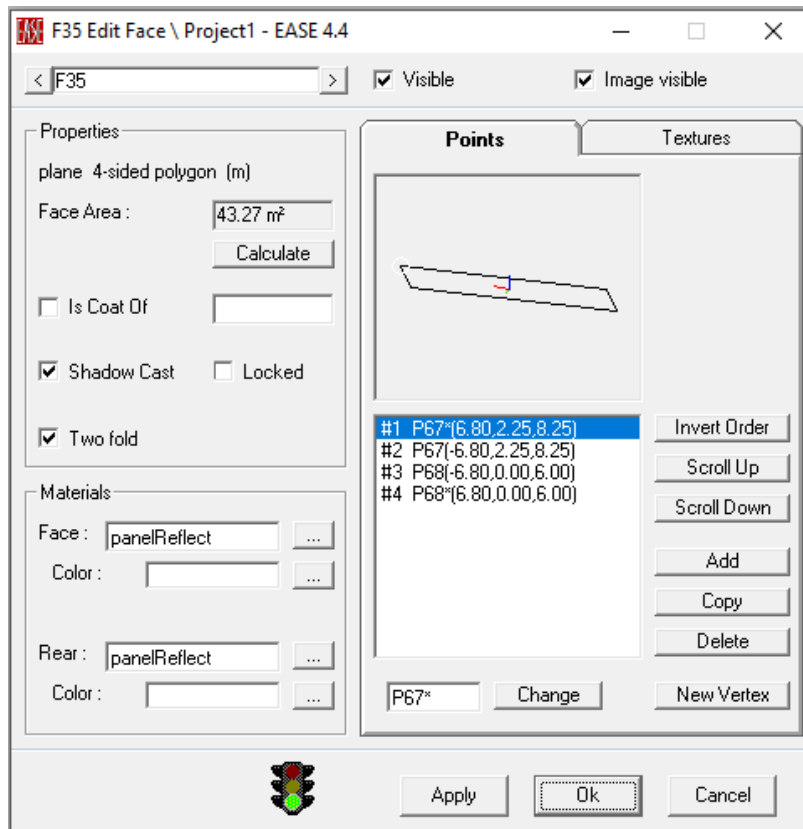 EASE F35 Edit Face \ Project1 - EASE 4.4
< F35 > Visible Image visible
Properties
plane 4-sided polygon (m)
Face Area : 43.27 m²
Calculate
Is Coat Of
Shadow Cast Locked
Two fold
Materials
Face : panelReflect ...
Color : ...
Rear : panelReflect ...
Color : ...
Points Textures
#1 P67*(6.80,2.25,8.25)
#2 P67(-6.80,2.25,8.25)
#3 P68(-6.80,0.00,6.00)
#4 P68*(6.80,0.00,6.00)
Invert Order
Scroll Up
Scroll Down
Add
Copy
Delete
P67* Change New Vertex
Apply Ok Cancel